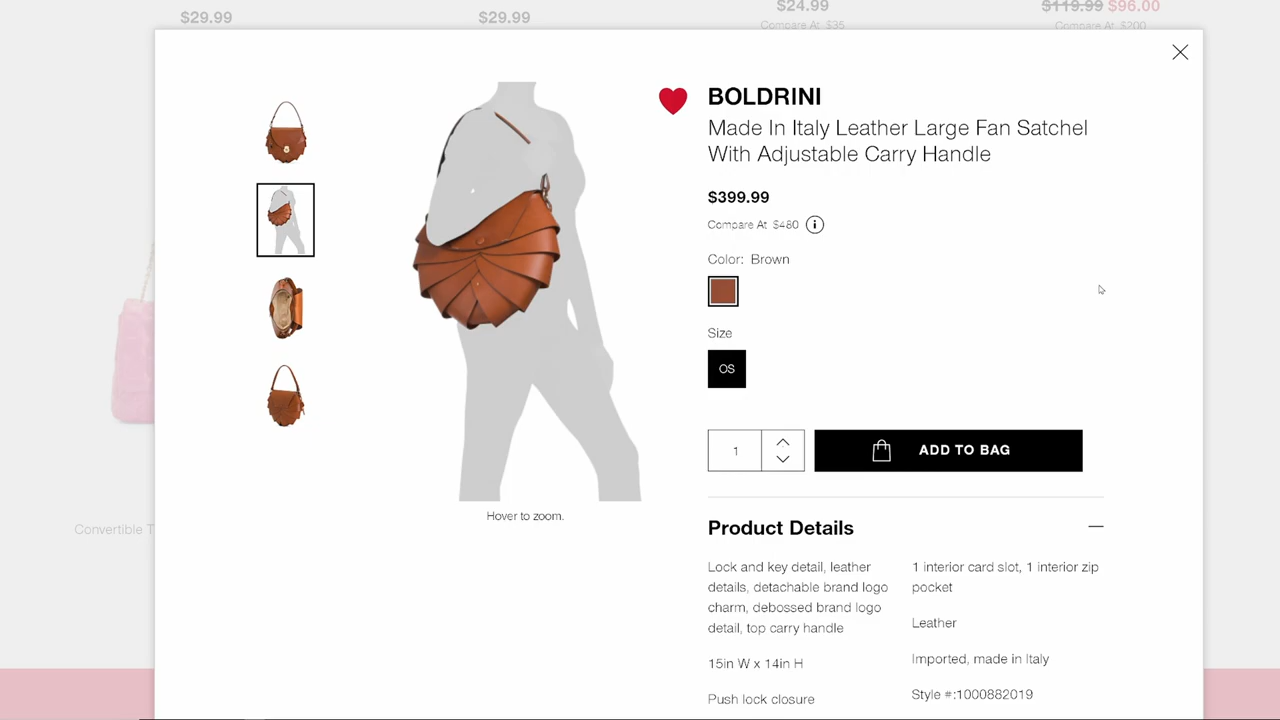 $29.99
$29.99
$24.99
Compare At $35
$119.99 $96.00
Compare At $200
BOLDRINI
Made In Italy Leather Large Fan Satchel
With Adjustable Carry Handle
$399.99
Compare At $480
Color: Brown
Size
OS
1
ADD TO BAG
Hover to zoom.
Product Details
Lock and key detail, leather
details, detachable brand logo
charm, debossed brand logo
detail, top carry handle
15in W x 14in H
Push lock closure
1 interior card slot, 1 interior zip
pocket
Leather
Imported, made in Italy
Style #:1000882019
Convertible T